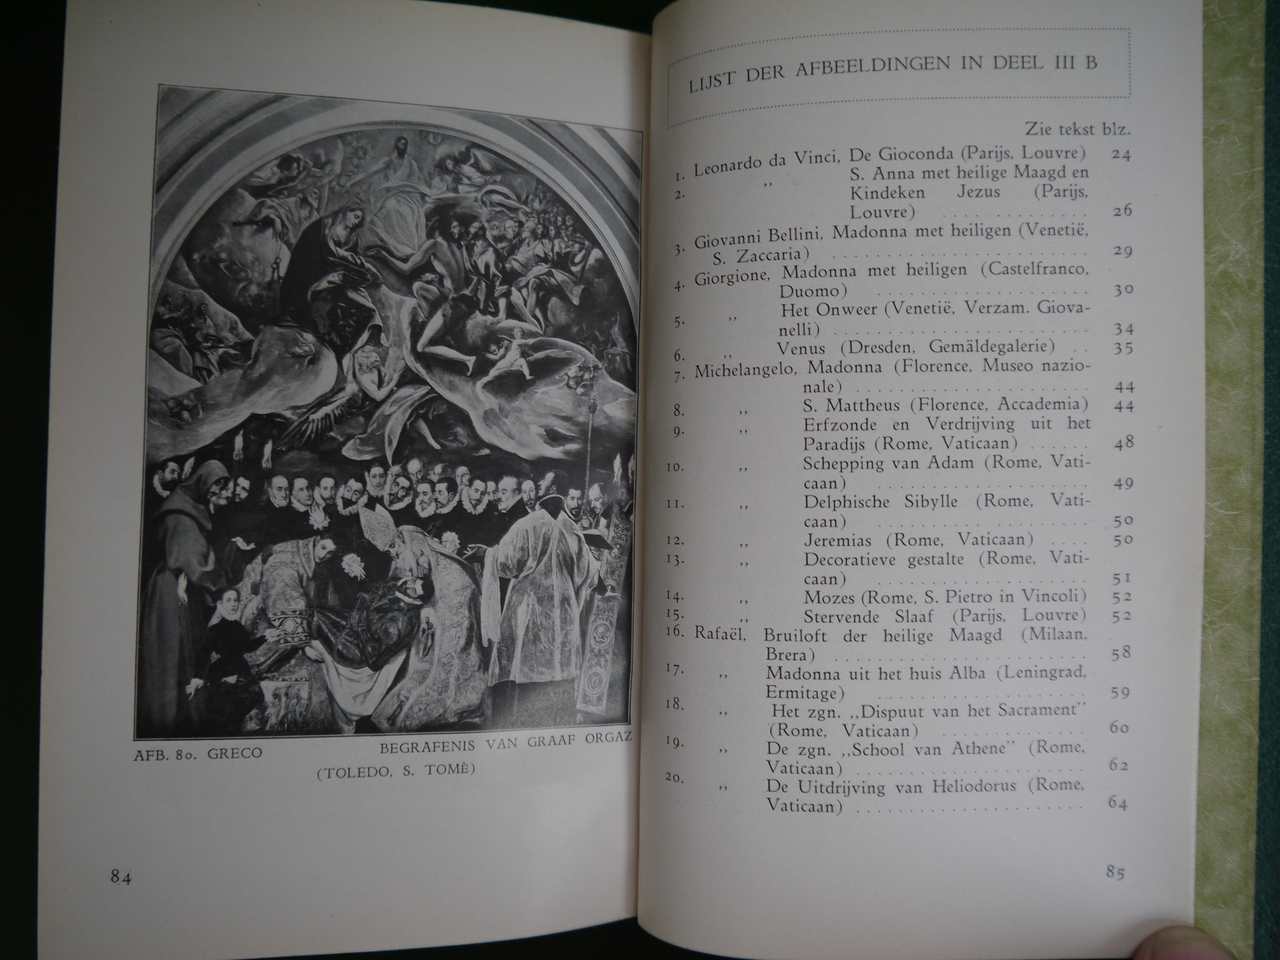 AFB. 80. GRECO BEGRAFENIS VAN GRAAF ORGAZ
(TOLEDO, S. TOMÈ)
84
LIJST DER AFBEELDINGEN IN DEEL III B
Zie tekst blz.
1. Leonardo da Vinci, De Gioconda (Parijs, Louvre) 24
2. ,, S. Anna met heilige Maagd en
Kindeken Jezus (Parijs,
Louvre) . . . . . . . . . . . . . 26
3. Giovanni Bellini, Madonna met heiligen (Venetië,
S. Zaccaria) . . . . . . . . . . . . . . . . . . . . . . 29
4. Giorgione, Madonna met heiligen (Castelfranco,
Duomo) . . . . . . . . . . . . . . . . . . 30
5. ,, Het Onweer (Venetië, Verzam. Giova-
nelli) . . . . . . . . . . . . . . . . . . . . . . 34
6. ,, Venus (Dresden, Gemäldegalerie) . . 35
7. Michelangelo, Madonna (Florence, Museo nazio-
nale) . . . . . . . . . . . . . . . . . . . . 44
8. ,, S. Mattheus (Florence, Accademia) 44
9. ,, Erfzonde en Verdrijving uit het
Paradijs (Rome, Vaticaan) . . . . . . 48
10. ,, Schepping van Adam (Rome, Vati-
caan) . . . . . . . . . . . . . . . . . . . . 49
11. ,, Delphische Sibylle (Rome, Vati-
caan) . . . . . . . . . . . . . . . . . . 50
12. ,, Jeremias (Rome, Vaticaan) . . . . 50
13. ,, Decoratieve gestalte (Rome, Vati-
caan) . . . . . . . . . . . . . . . . . . 51
14. ,, Mozes (Rome, S. Pietro in Vincoli) 52
15. ,, Stervende Slaaf (Parijs, Louvre) 52
16. Rafaël, Bruiloft der heilige Maagd (Milaan,
Brera) . . . . . . . . . . . . . . . . . . . . . . 58
17. ,, Madonna uit het huis Alba (Leningrad,
Ermitage) . . . . . . . . . . . . . . . . . . 59
18. ,, Het zgn. ,,Dispuut van het Sacrament"
(Rome, Vaticaan) . . . . . . . . . . . . 60
19. ,, De zgn. ,,School van Athene" (Rome,
Vaticaan) . . . . . . . . . . . . . . . . . . . . 62
20. ,, De Uitdrijving van Heliodorus (Rome,
Vaticaan) . . . . . . . . . . . . . . . . . . . . 64
85